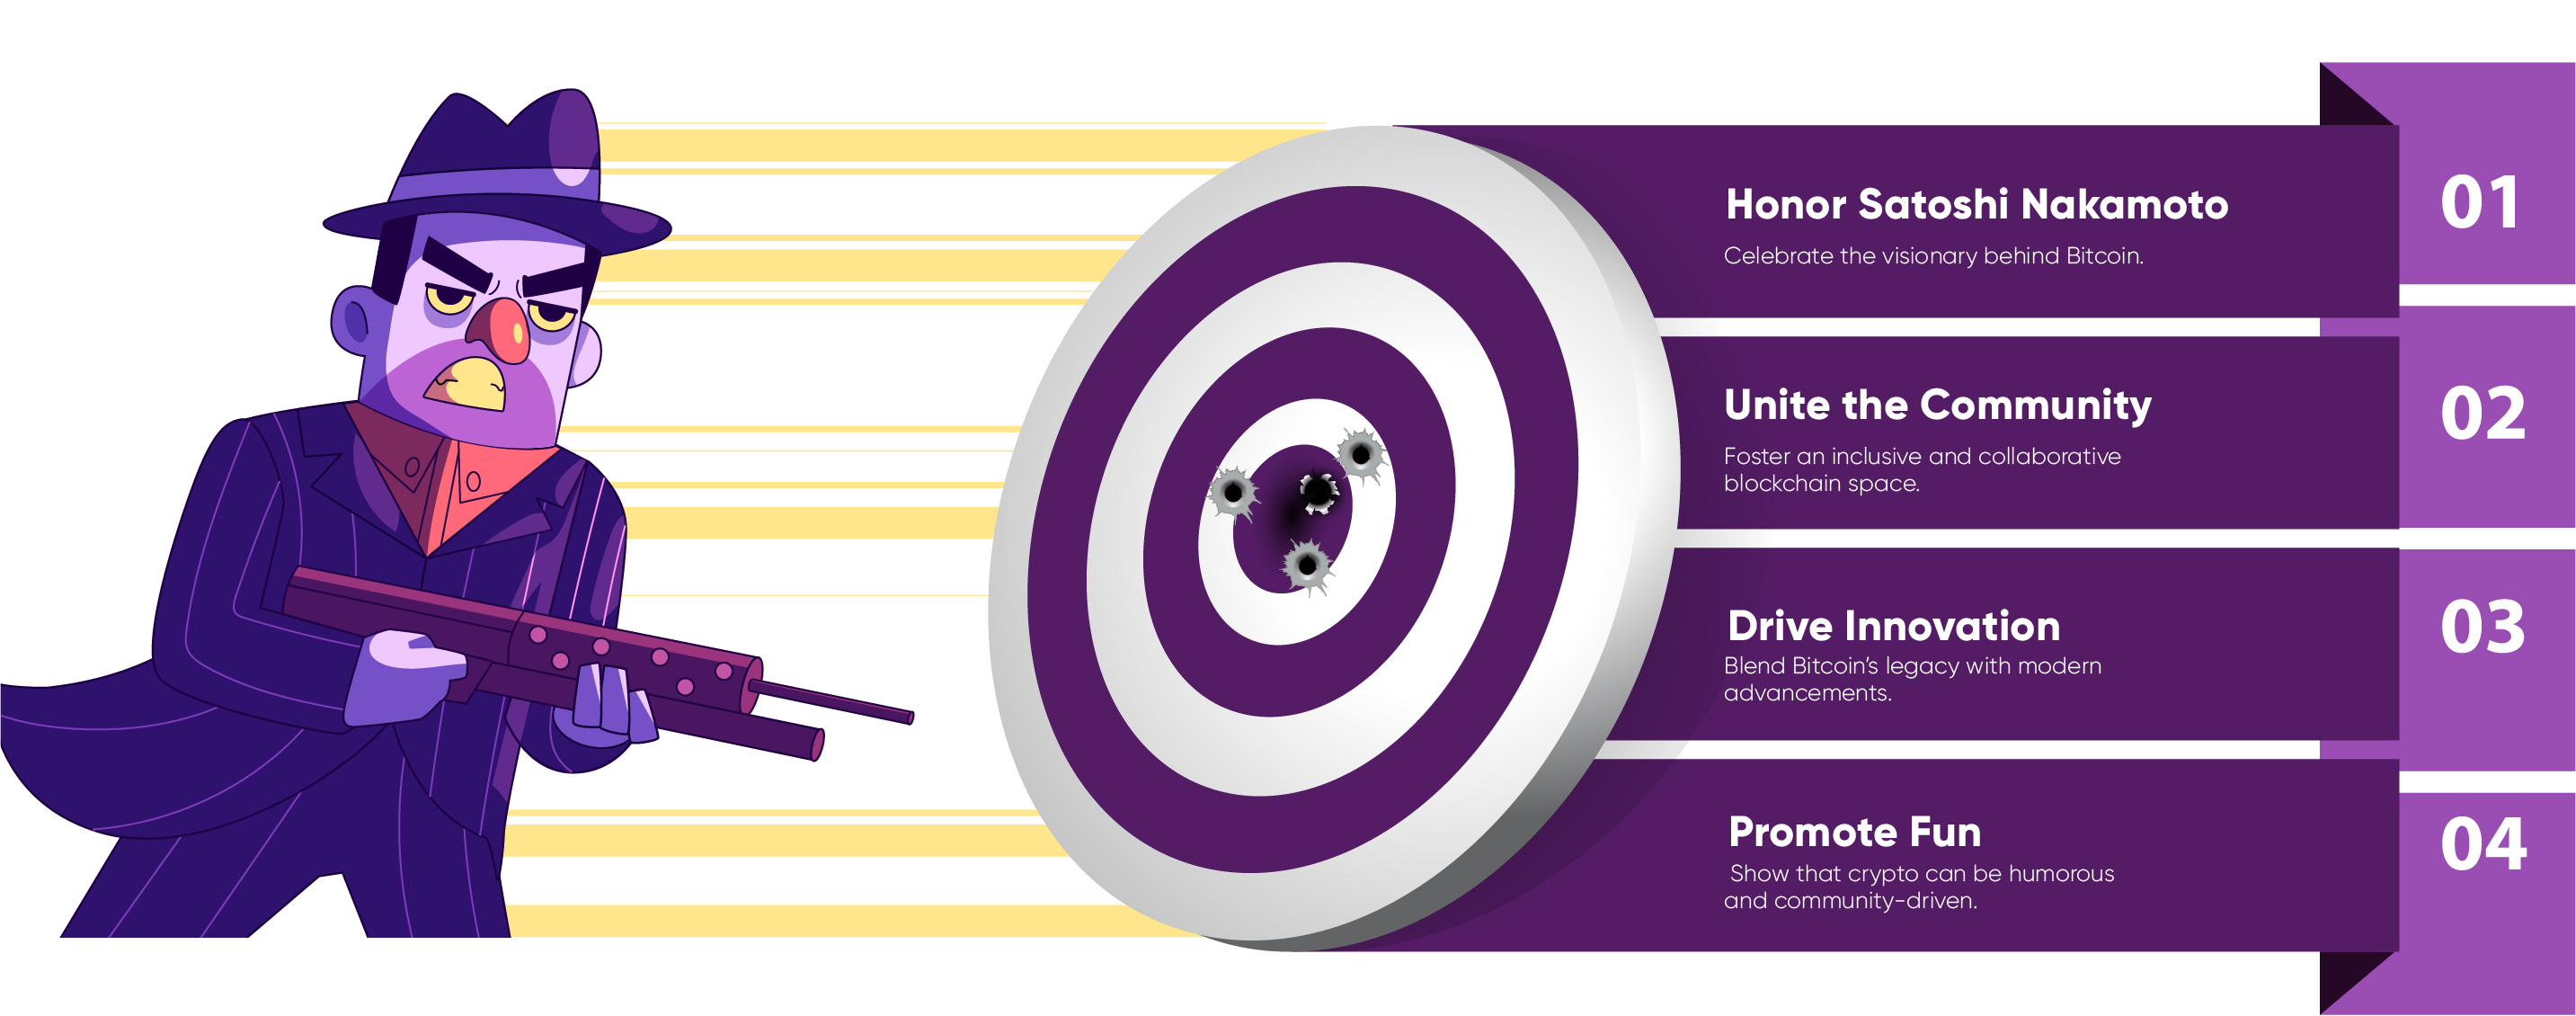 Honor Satoshi Nakamoto
01
Celebrate the visionary behind Bitcoin.
Unite the Community
02
Foster an inclusive and collaborative
blockchain space.
Drive Innovation
03
Blend Bitcoin's legacy with modern
advancements.
Promote Fun
04
Show that crypto can be humorous
and community-driven.